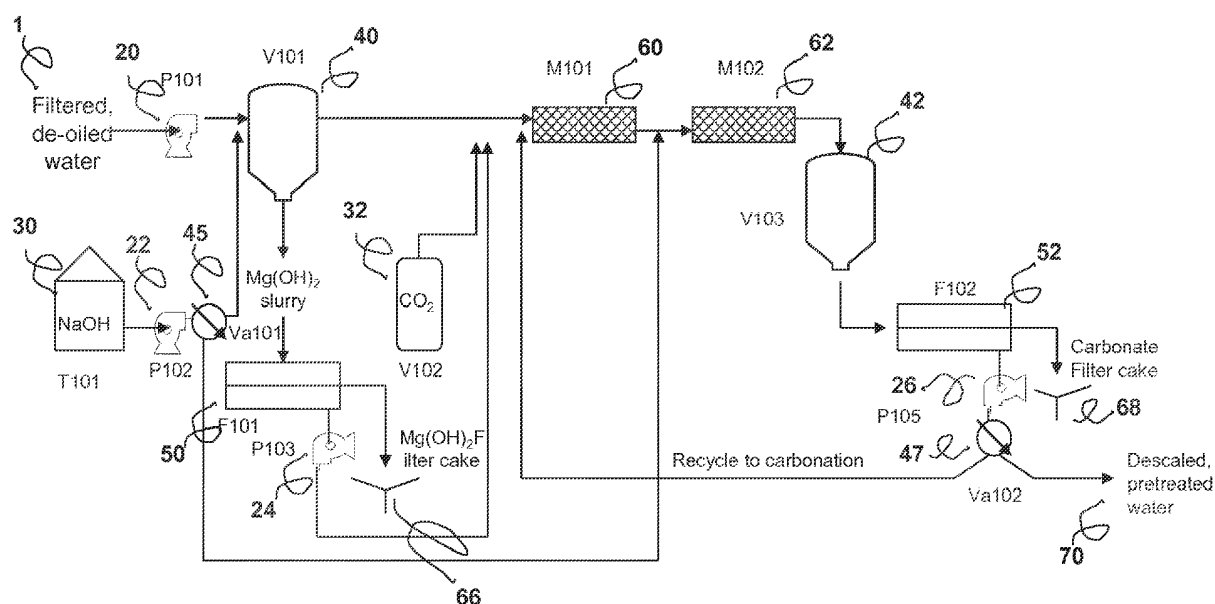 1
20
P101
V101
40
60
M101
62
M102
42
Filtered,
de-oiled
water
V103
30
22
45
32
52
NaOH
Va101
Mg(OH)2
slurry
CO2
F102
T101
P102
V102
Carbonate
Filter cake
26
P105
68
50
F101
P103
Mg(OH)2F
ilter cake
24
47
Recycle to carbonation
Va102
Descaled,
pretreated
water
66
70